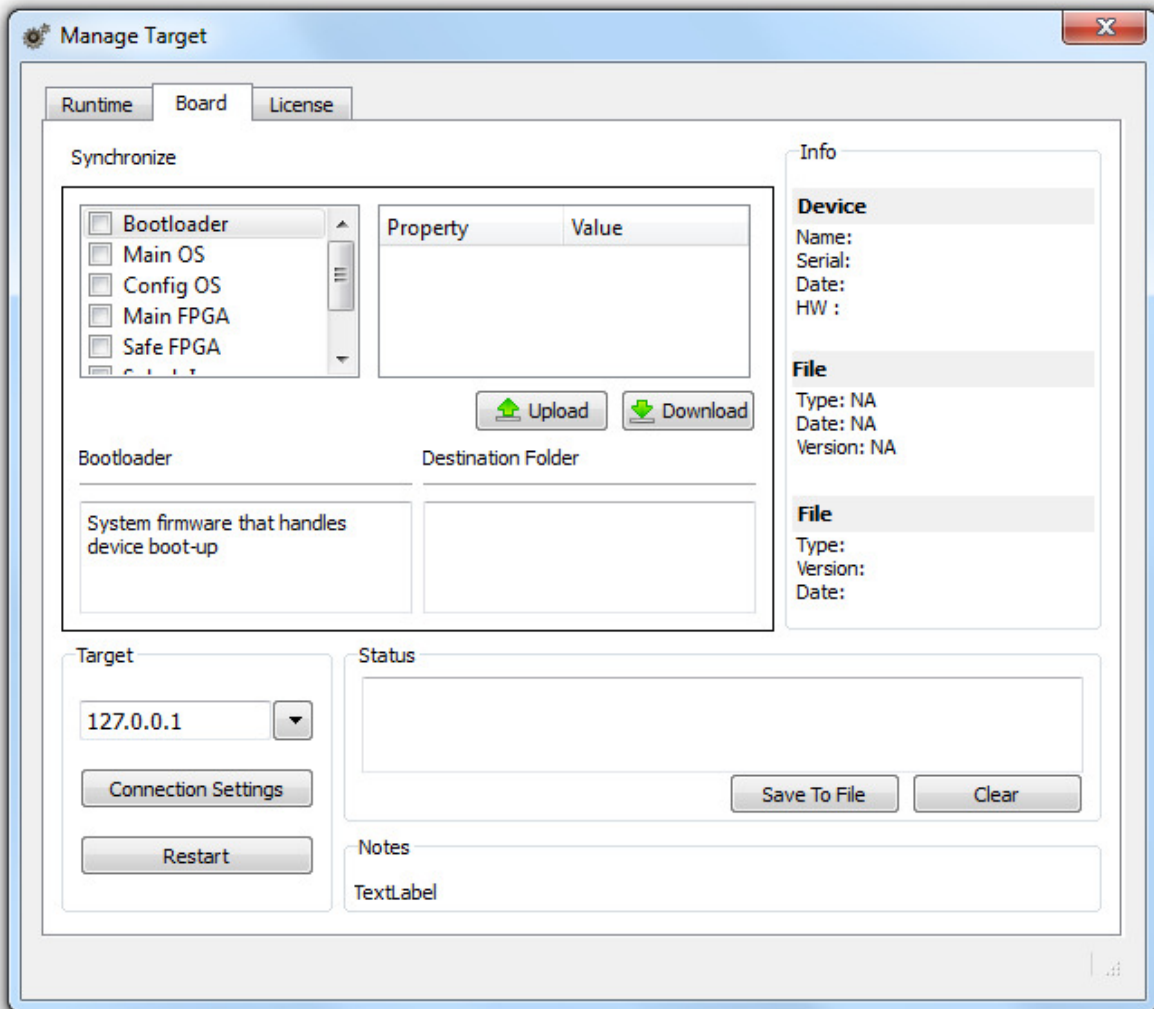 Manage Target
Runtime
Board
License
Synchronize
Bootloader
Main OS
Config OS
Main FPGA
Safe FPGA
Property
Value
Upload
Download
Bootloader
Destination Folder
System firmware that handles
device boot-up
Info
Device
Name:
Serial:
Date:
HW :
File
Type: NA
Date: NA
Version: NA
File
Type:
Version:
Date:
Target
127.0.0.1
Connection Settings
Restart
Status
Save To File
Clear
Notes
TextLabel